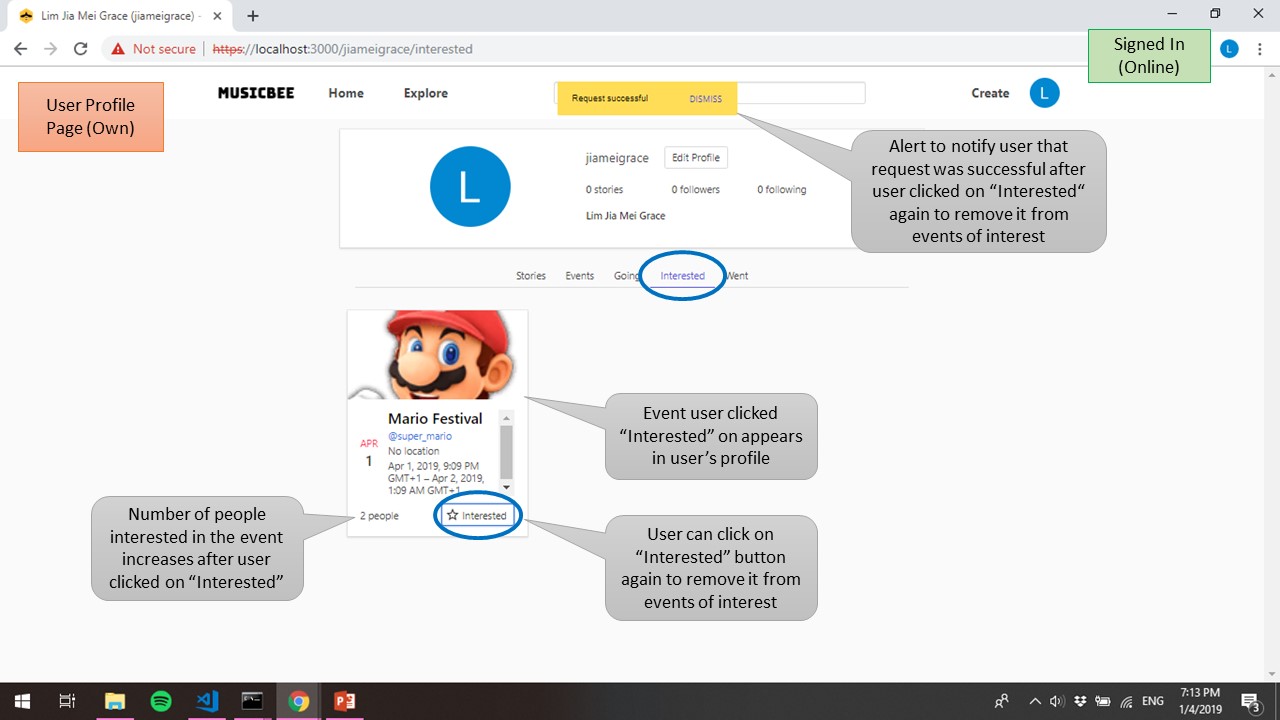 Lim Jia Mei Grace (jiameigrace) -
Not secure | https://localhost:3000/jiameigrace/interested
L
Signed In
(Online)
User Profile
Page (Own)
MUSICBEE
Home
Explore
Request successful
DISMISS
Create
L
L
jiameigrace
Edit Profile
0 stories
0 followers
0 following
Lim Jia Mei Grace
Alert to notify user that
request was successful after
user clicked on “Interested“
again to remove it from
events of interest
Stories
Events
Going
Interested
Went
Mario Festival
@super_mario
APR
1
No location
Apr 1, 2019, 9:09 PM
GMT+1 – Apr 2, 2019,
1:09 AM GMT+1
2 people
Interested
Event user clicked
“Interested” on appears
in user’s profile
Number of people
interested in the event
increases after user
clicked on “Interested”
User can click on
“Interested” button
again to remove it from
events of interest
ENG
7:13 PM
1/4/2019
3